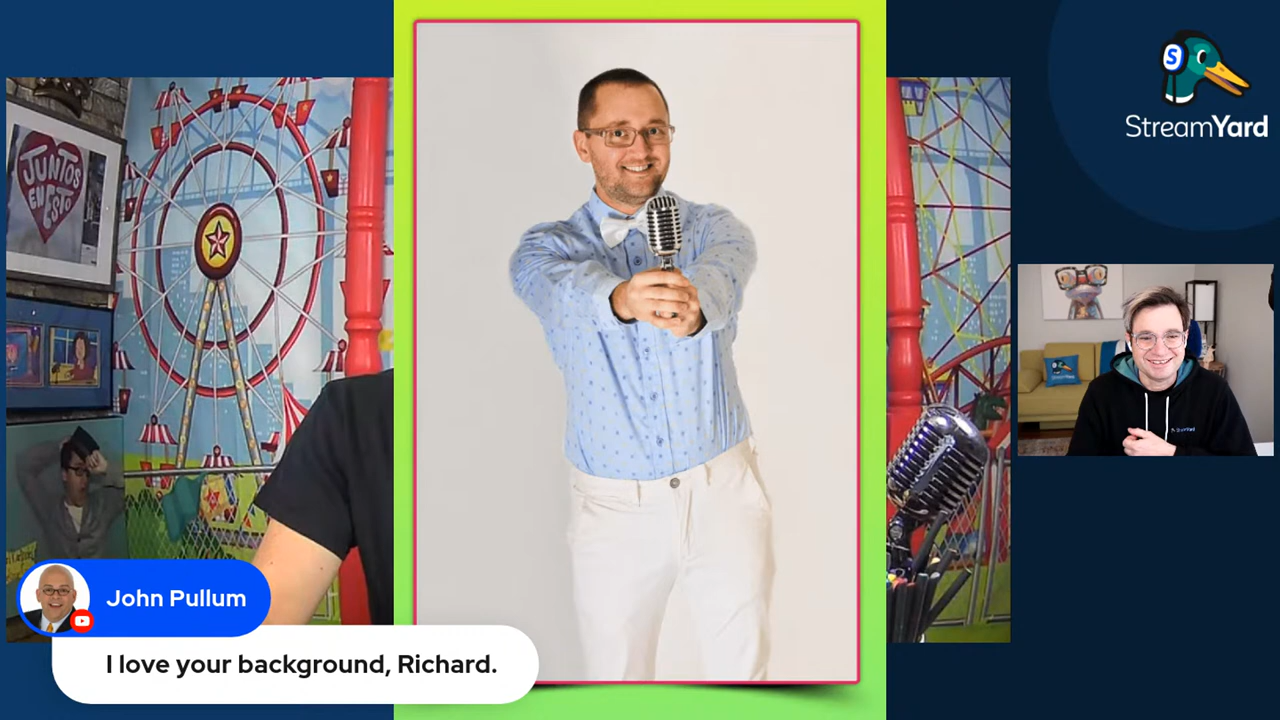 JUNTOS
EN
ESTO
S
StreamYard
John Pullum
I love your background, Richard.